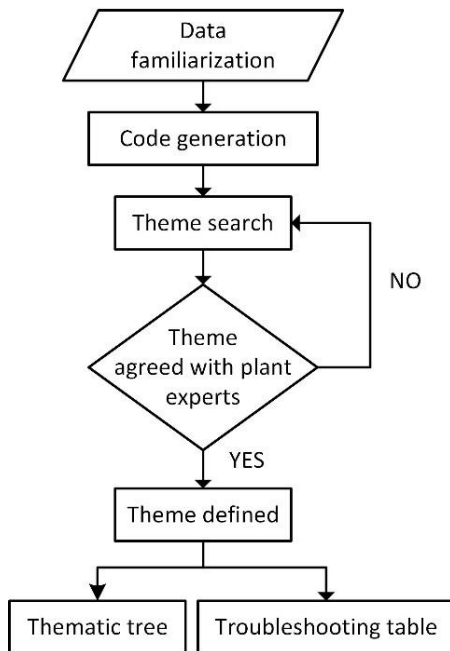 Data
familiarization
Code generation
Theme search
NO
Theme
agreed with plant
experts
YES
Theme defined
Thematic tree
Troubleshooting table